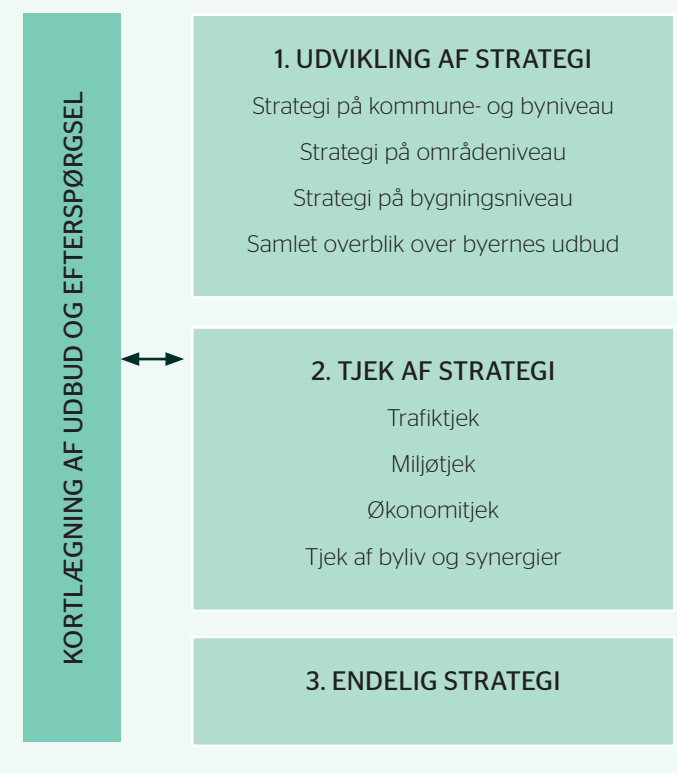 KORTLÆGNING AF UDBUD OG EFTERSPØRGSEL
1. UDVIKLING AF STRATEGI
Strategi på kommune- og byniveau
Strategi på områdeniveau
Strategi på bygningsniveau
Samlet overblik over byernes udbud
2. TJEK AF STRATEGI
Trafiktjek
Miljøtjek
Økonomitjek
Tjek af byliv og synergier
3. ENDELIG STRATEGI